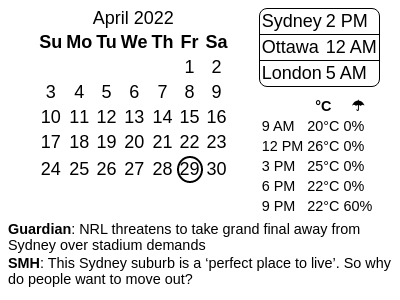 April 2022
Su Mo Tu We Th Fr Sa
1 2
3 4 5 6 7 8 9
10 11 12 13 14 15 16
17 18 19 20 21 22 23
24 25 26 27 28 29 30
Sydney 2 PM
Ottawa 12 AM
London 5 AM
°C ☂
9 AM 20°C 0%
12 PM 26°C 0%
3 PM 25°C 0%
6 PM 22°C 0%
9 PM 22°C 60%
Guardian: NRL threatens to take grand final away from
Sydney over stadium demands
SMH: This Sydney suburb is a ‘perfect place to live’. So why
do people want to move out?